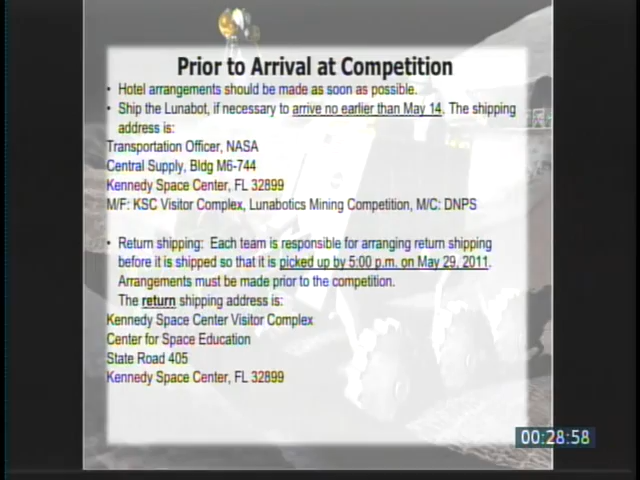 Prior to Arrival at Competition
• Hotel arrangements should be made as soon as possible.
• Ship the Lunabot, if necessary to arrive no earlier than May 14. The shipping
address is:
Transportation Officer, NASA
Central Supply, Bldg M6-744
Kennedy Space Center, FL 32899
M/F: KSC Visitor Complex, Lunabotics Mining Competition, M/C: DNPS
• Return shipping: Each team is responsible for arranging return shipping
before it is shipped so that it is picked up by 5:00 p.m. on May 29, 2011.
Arrangements must be made prior to the competition.
The return shipping address is:
Kennedy Space Center Visitor Complex
Center for Space Education
State Road 405
Kennedy Space Center, FL 32899
00:28:58